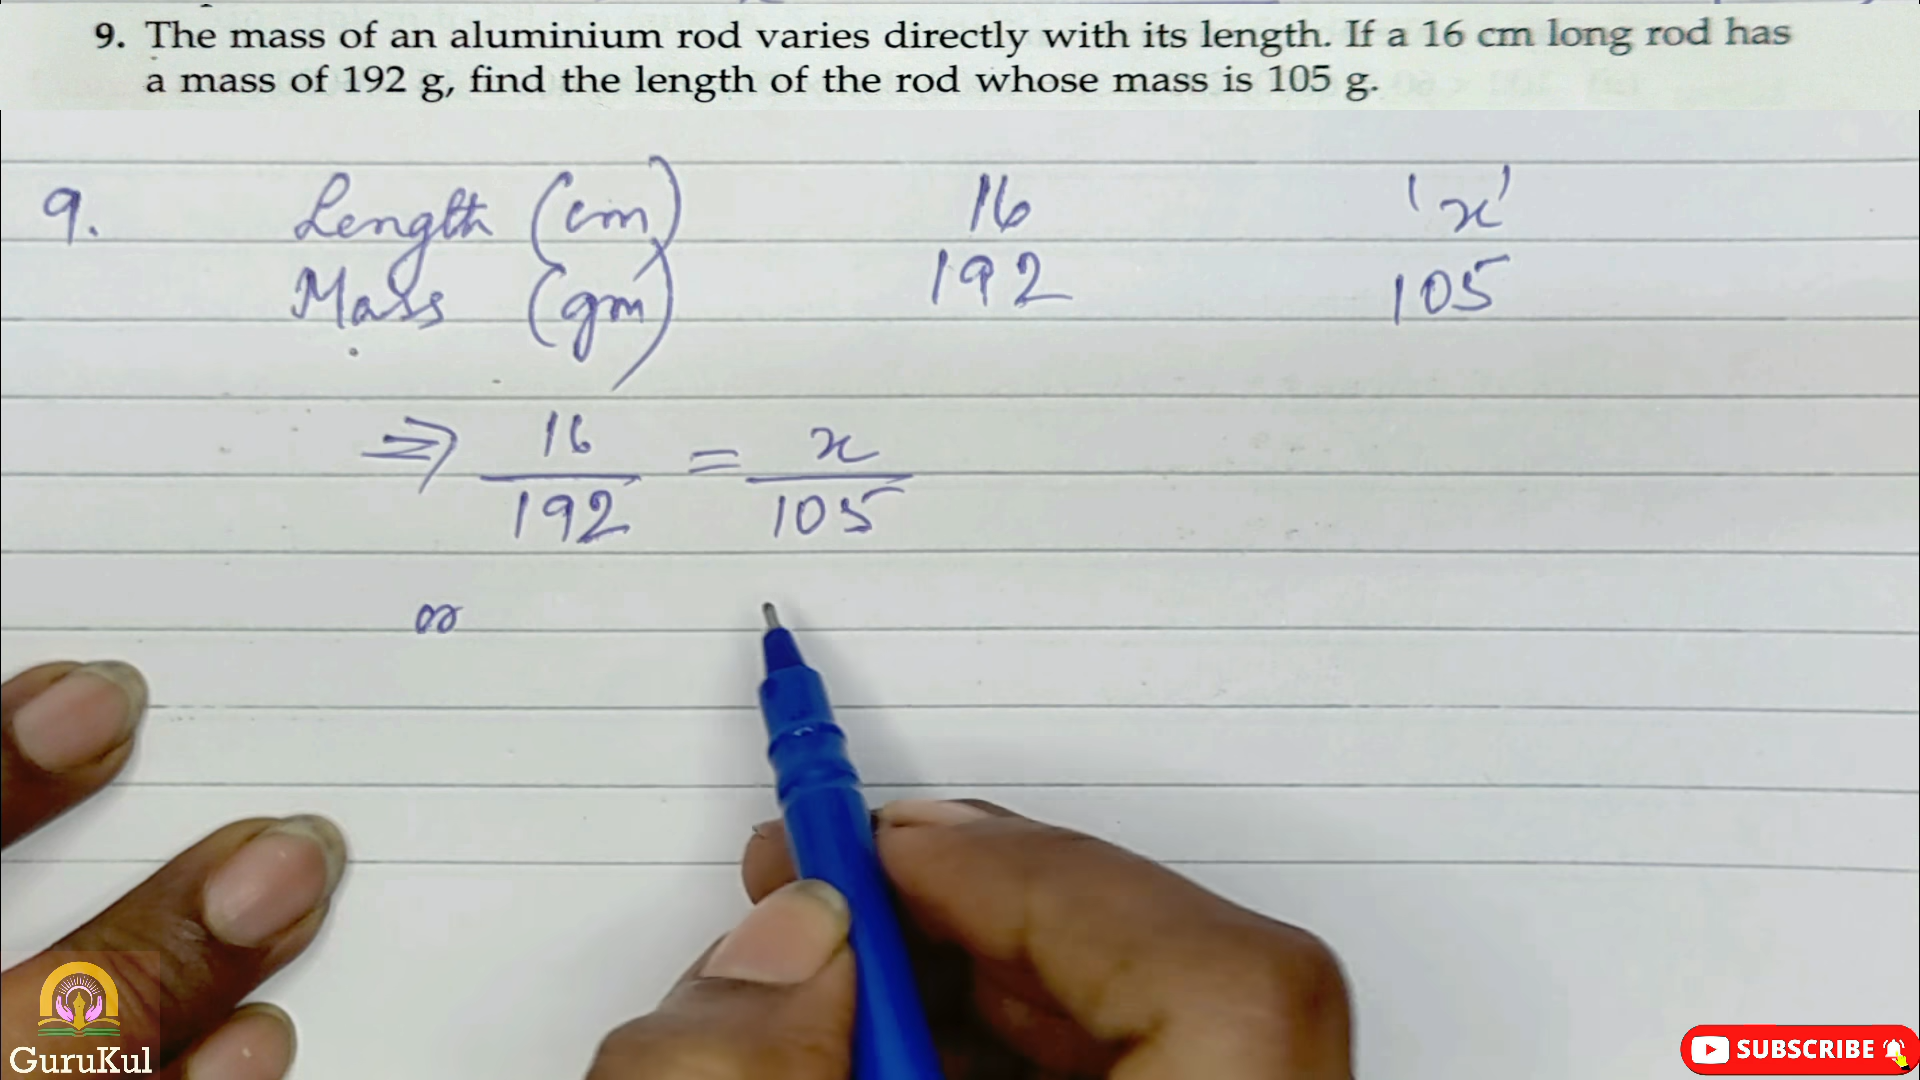 9. The mass of an aluminium rod varies directly with its length. If a 16 cm long rod has
a mass of 192 g, find the length of the rod whose mass is 105 g.
9. Length (cm) 16 'x'
Mass (gm) 192 105
⇒ 16/192 = x/105
or
GuruKul
SUBSCRIBE